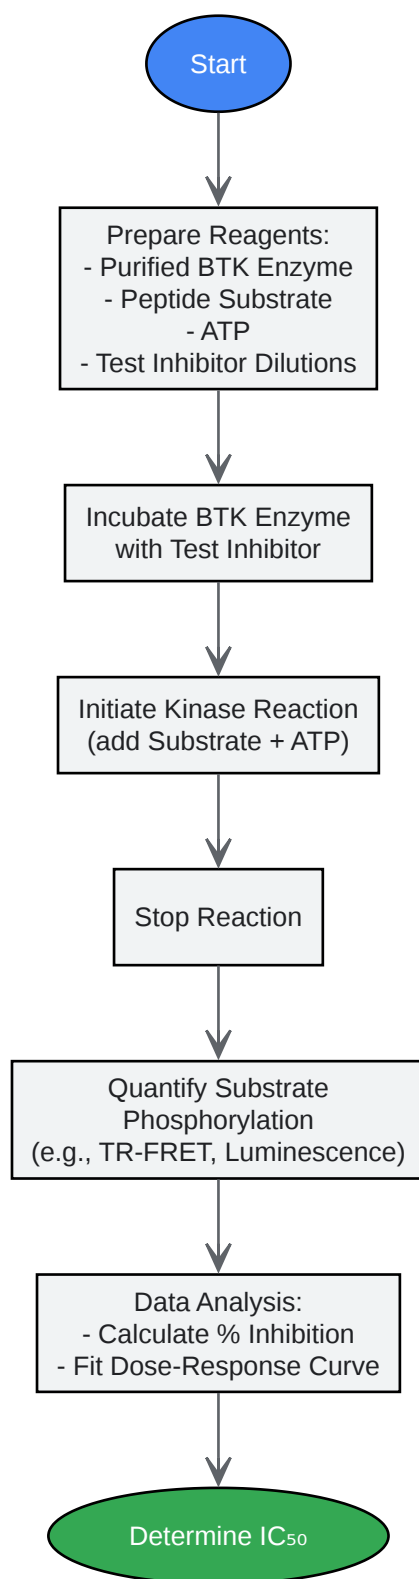 Start
Prepare Reagents:
- Purified BTK Enzyme
- Peptide Substrate
- ATP
- Test Inhibitor Dilutions
Incubate BTK Enzyme
with Test Inhibitor
Initiate Kinase Reaction
(add Substrate + ATP)
Stop Reaction
Quantify Substrate
Phosphorylation
(e.g., TR-FRET, Luminescence)
Data Analysis:
- Calculate % Inhibition
- Fit Dose-Response Curve
Determine IC₅₀